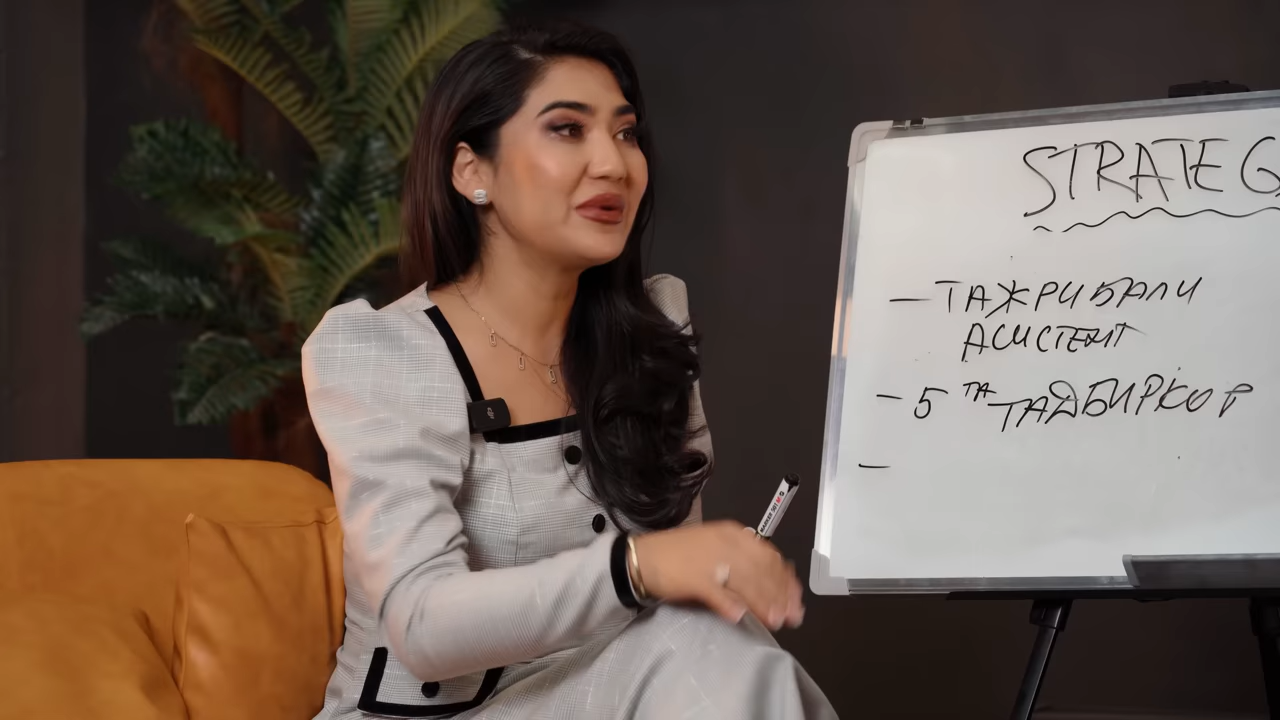 STRATEG
— ТАЖРИБАЛИ
АСИСТЕНТ
— 5 ТА ТАДБИРКОР
—